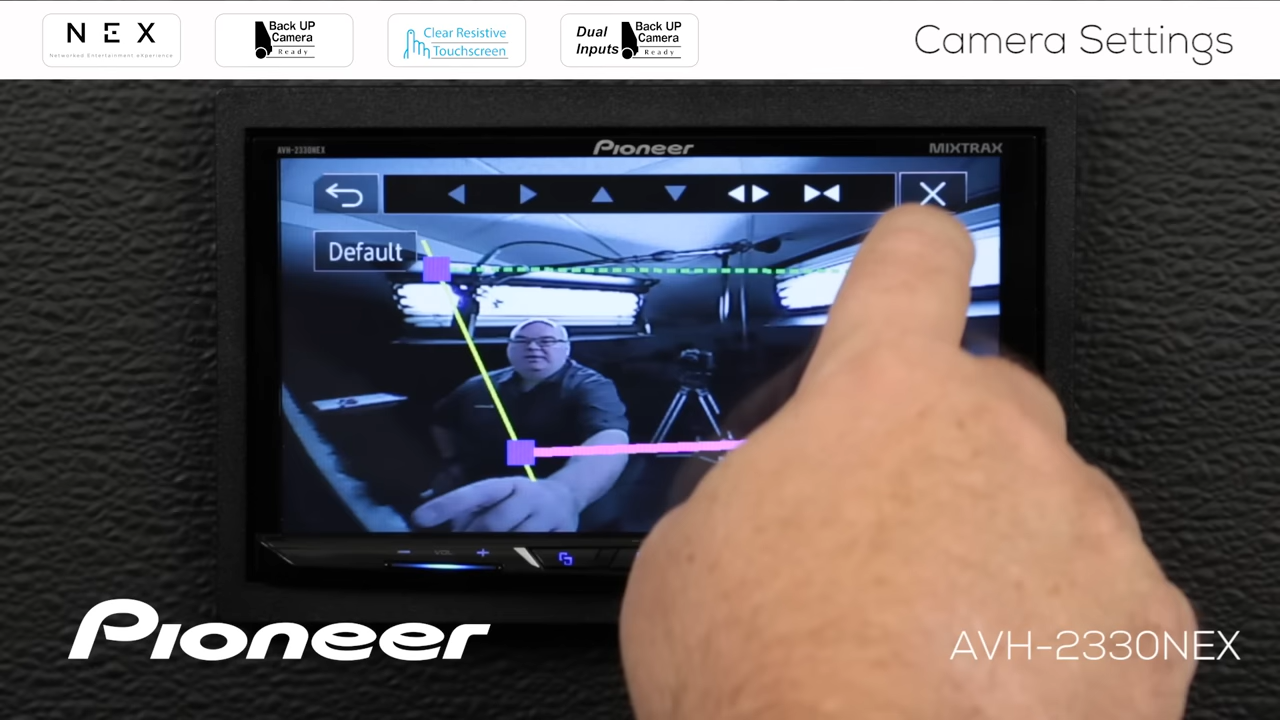 N E X
Networked Entertainment eXperience
Back UP
Camera
Ready
Clear Resistive
Touchscreen
Dual
Inputs
Back UP
Camera
Ready
Camera Settings
AVH-2330NEX
Pioneer
MIXTRAX
Default
VOL
Pioneer
AVH-2330NEX